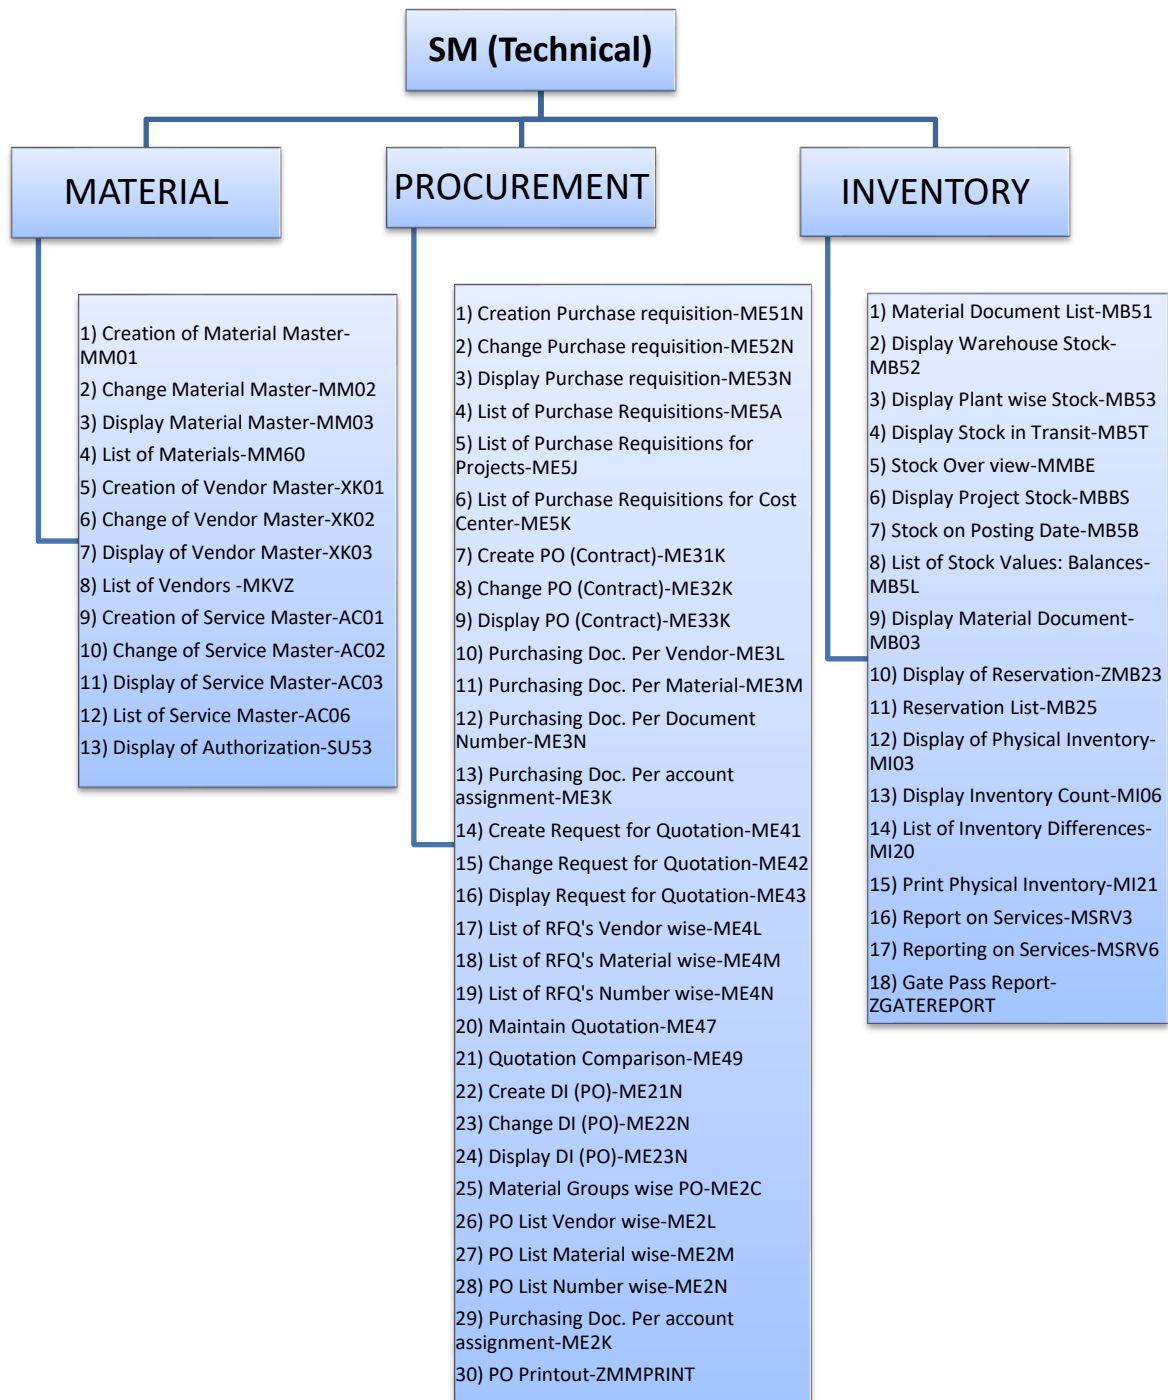 SM (Technical)
MATERIAL
PROCUREMENT
INVENTORY
1) Creation of Material Master-
MM01
2) Change Material Master-MM02
3) Display Material Master-MM03
4) List of Materials-MM60
5) Creation of Vendor Master-XK01
6) Change of Vendor Master-XK02
7) Display of Vendor Master-XK03
8) List of Vendors -MKVZ
9) Creation of Service Master-AC01
10) Change of Service Master-AC02
11) Display of Service Master-AC03
12) List of Service Master-AC06
13) Display of Authorization-SU53
1) Creation Purchase requisition-ME51N
2) Change Purchase requisition-ME52N
3) Display Purchase requisition-ME53N
4) List of Purchase Requisitions-ME5A
5) List of Purchase Requisitions for
Projects-ME5J
6) List of Purchase Requisitions for Cost
Center-ME5K
7) Create PO (Contract)-ME31K
8) Change PO (Contract)-ME32K
9) Display PO (Contract)-ME33K
10) Purchasing Doc. Per Vendor-ME3L
11) Purchasing Doc. Per Material-ME3M
12) Purchasing Doc. Per Document
Number-ME3N
13) Purchasing Doc. Per account
assignment-ME3K
14) Create Request for Quotation-ME41
15) Change Request for Quotation-ME42
16) Display Request for Quotation-ME43
17) List of RFQ's Vendor wise-ME4L
18) List of RFQ's Material wise-ME4M
19) List of RFQ's Number wise-ME4N
20) Maintain Quotation-ME47
21) Quotation Comparison-ME49
22) Create DI (PO)-ME21N
23) Change DI (PO)-ME22N
24) Display DI (PO)-ME23N
25) Material Groups wise PO-ME2C
26) PO List Vendor wise-ME2L
27) PO List Material wise-ME2M
28) PO List Number wise-ME2N
29) Purchasing Doc. Per account
assignment-ME2K
30) PO Printout-ZMMPRINT
1) Material Document List-MB51
2) Display Warehouse Stock-
MB52
3) Display Plant wise Stock-MB53
4) Display Stock in Transit-MB5T
5) Stock Over view-MMBE
6) Display Project Stock-MBBS
7) Stock on Posting Date-MB5B
8) List of Stock Values: Balances-
MB5L
9) Display Material Document-
MB03
10) Display of Reservation-ZMB23
11) Reservation List-MB25
12) Display of Physical Inventory-
MI03
13) Display Inventory Count-MI06
14) List of Inventory Differences-
MI20
15) Print Physical Inventory-MI21
16) Report on Services-MSRV3
17) Reporting on Services-MSRV6
18) Gate Pass Report-
ZGATEREPORT